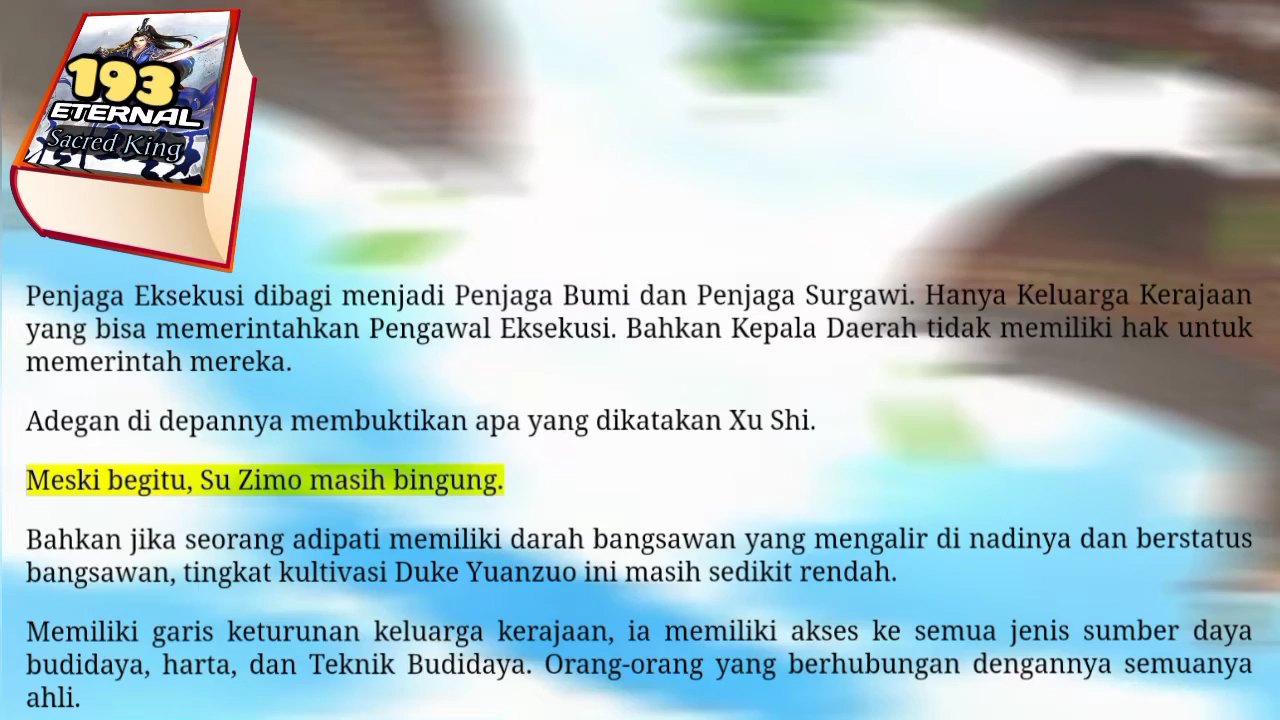 193
ETERNAL
Sacred King
Penjaga Eksekusi dibagi menjadi Penjaga Bumi dan Penjaga Surgawi. Hanya Keluarga Kerajaan
yang bisa memerintahkan Pengawal Eksekusi. Bahkan Kepala Daerah tidak memiliki hak untuk
memerintah mereka.
Adegan di depannya membuktikan apa yang dikatakan Xu Shi.
Meski begitu, Su Zimo masih bingung.
Bahkan jika seorang adipati memiliki darah bangsawan yang mengalir di nadinya dan berstatus
bangsawan, tingkat kultivasi Duke Yuanzuo ini masih sedikit rendah.
Memiliki garis keturunan keluarga kerajaan, ia memiliki akses ke semua jenis sumber daya
budidaya, harta, dan Teknik Budidaya. Orang-orang yang berhubungan dengannya semuanya
ahli.